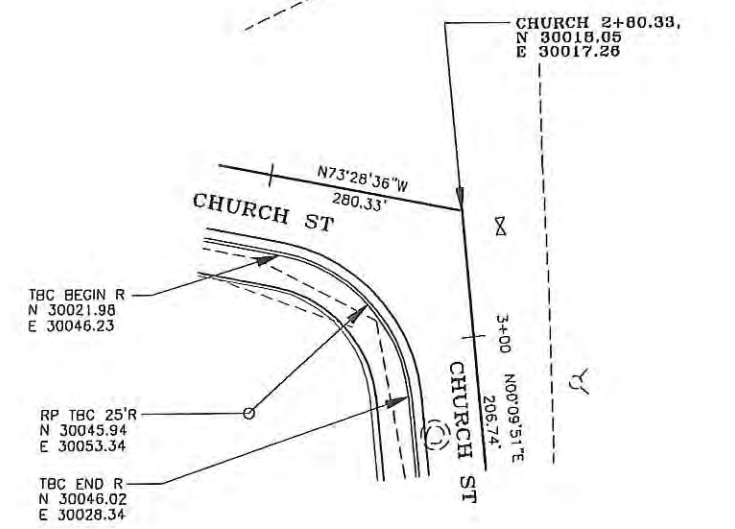 CHURCH 2+80.33,
N 30018.05
E 30017.26
N73°28'36"W
280.33'
CHURCH ST
TBC BEGIN R
N 30021.98
E 30046.23
3+00
N00°09'51"E
206.74'
CHURCH ST
RP TBC 25'R
N 30045.94
E 30053.34
TBC END R
N 30046.02
E 30028.34